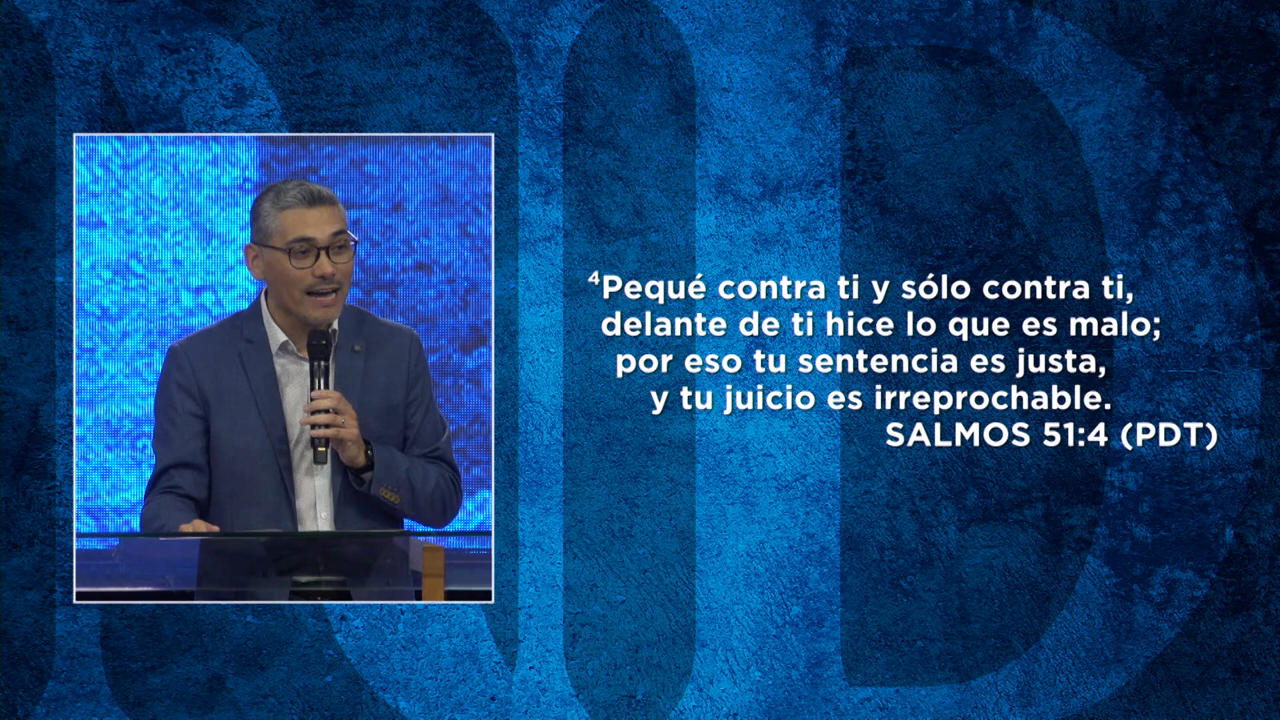 ⁴Pequé contra ti y sólo contra ti,
delante de ti hice lo que es malo;
por eso tu sentencia es justa,
y tu juicio es irreprochable.
SALMOS 51:4 (PDT)